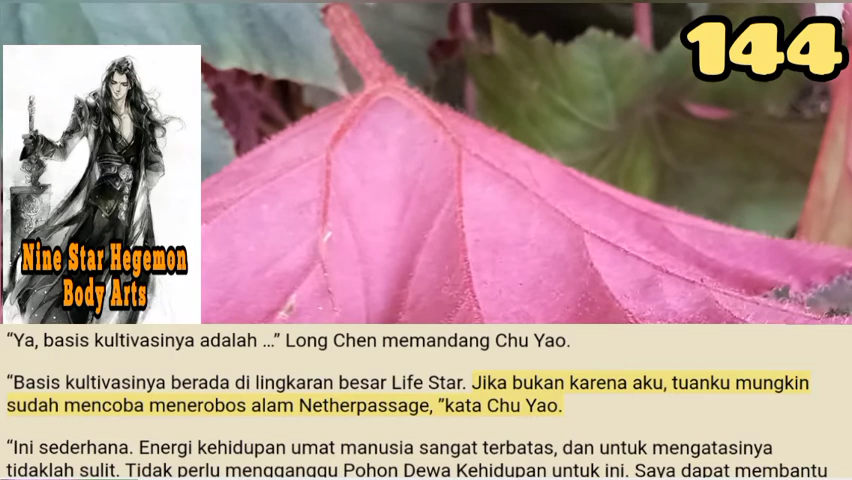 144
Nine Star Hegemon
Body Arts
“Ya, basis kultivasinya adalah ...” Long Chen memandang Chu Yao.
“Basis kultivasinya berada di lingkaran besar Life Star. Jika bukan karena aku, tuanku mungkin
sudah mencoba menerobos alam Netherpassage, ”kata Chu Yao.
“Ini sederhana. Energi kehidupan umat manusia sangat terbatas, dan untuk mengatasinya
tidaklah sulit. Tidak perlu mengganggu Pohon Dewa Kehidupan untuk ini. Saya dapat membantu